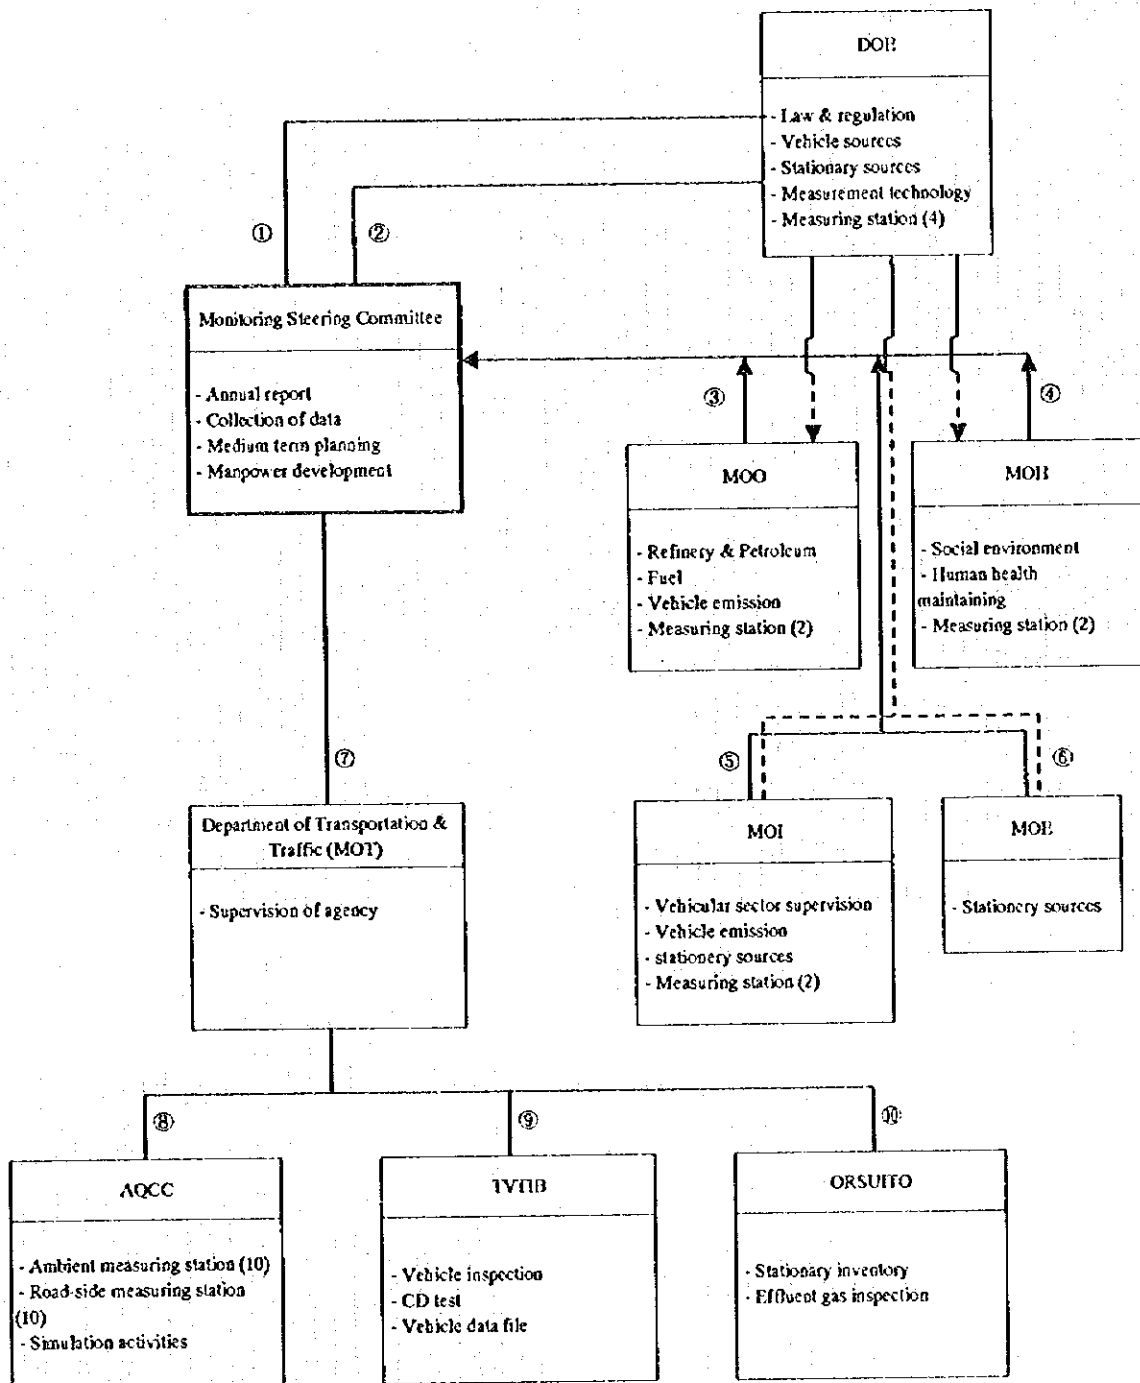 DOE
- Law & regulation
- Vehicle sources
- Stationary sources
- Measurement technology
- Measuring station (4)
①
②
Monitoring Steering Committee
- Annual report
- Collection of data
- Medium term planning
- Manpower development
③
④
MOO
- Refinery & Petroleum
- Fuel
- Vehicle emission
- Measuring station (2)
MOH
- Social environment
- Human health
maintaining
- Measuring station (2)
⑤
⑥
⑦
Department of Transportation &
Traffic (MOT)
- Supervision of agency
MOI
- Vehicular sector supervision
- Vehicle emission
- stationery sources
- Measuring station (2)
MOE
- Stationery sources
⑧
⑨
⑩
AQCC
- Ambient measuring station (10)
- Road-side measuring station
(10)
- Simulation activities
- Vehicle inspection
- CD test
- Vehicle data file
ORSUITO
- Stationary inventory
- Effluent gas inspection